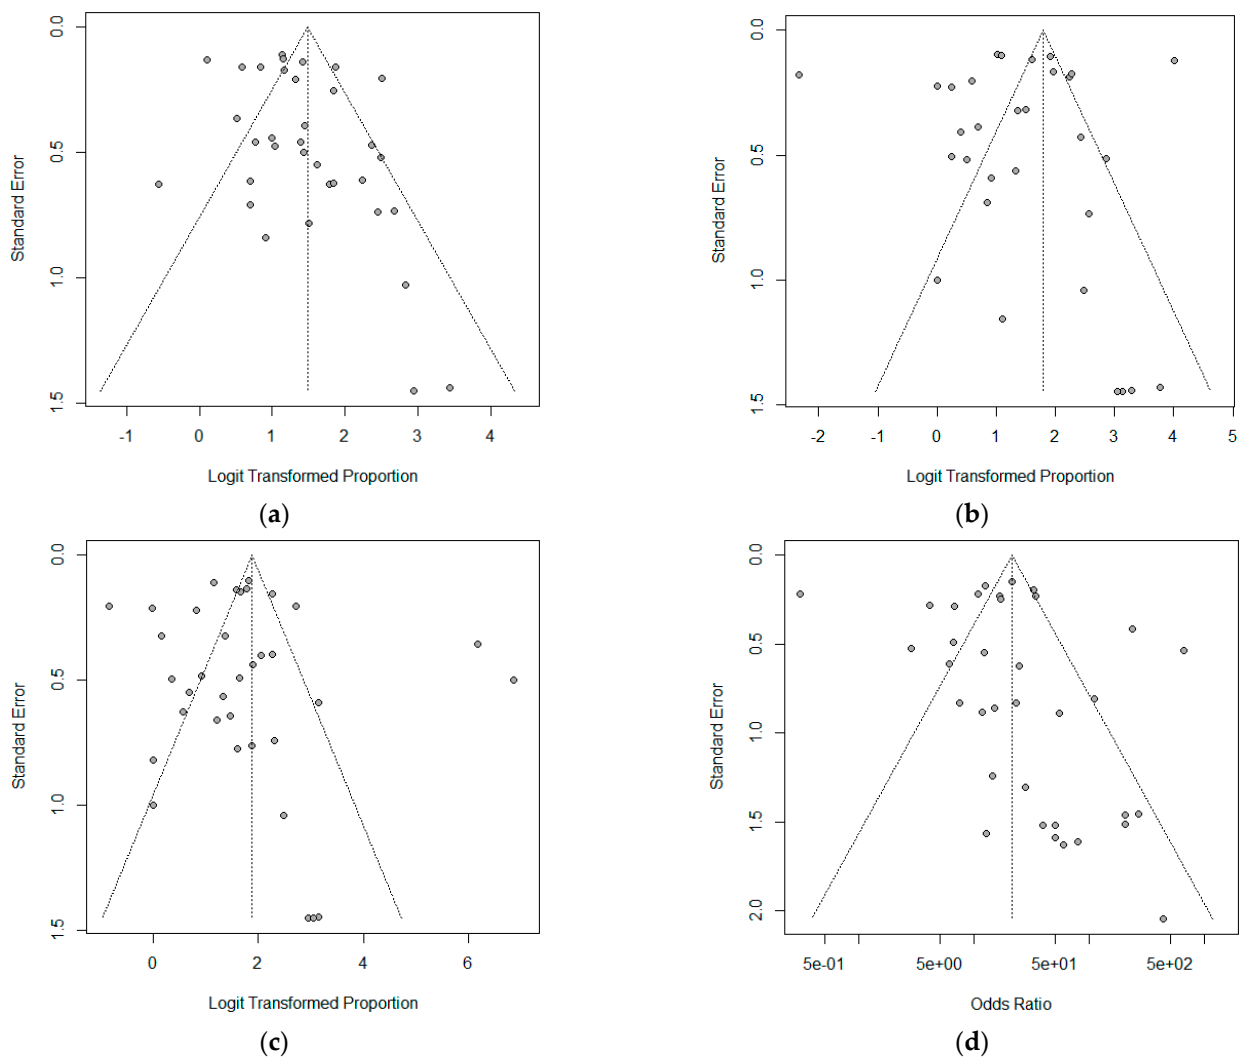 0.0
0.5
1.0
1.5
Standard Error
-1 0 1 2 3 4
Logit Transformed Proportion
(a)
0.0
0.5
1.0
1.5
Standard Error
-2 -1 0 1 2 3 4 5
Logit Transformed Proportion
(b)
0.0
0.5
1.0
1.5
Standard Error
0 2 4 6
Logit Transformed Proportion
(c)
0.0
0.5
1.0
1.5
2.0
Standard Error
5e-01 5e+00 5e+01 5e+02
Odds Ratio
(d)